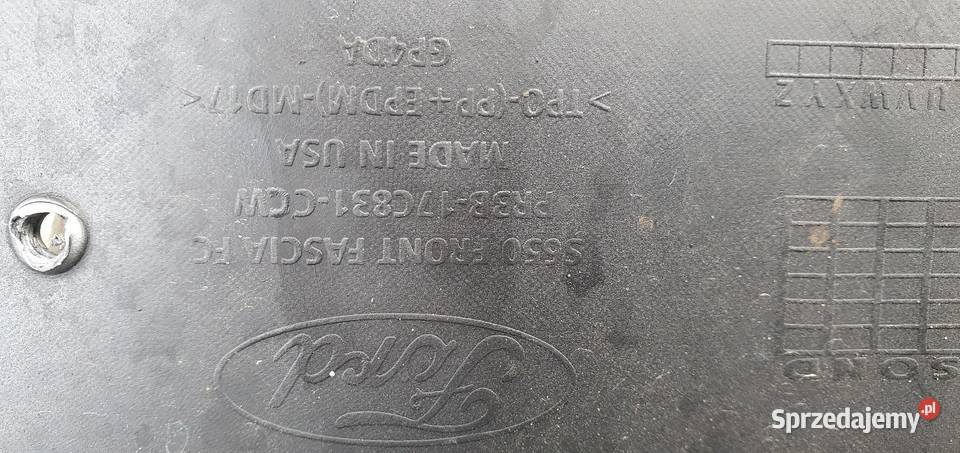 Ford
S550 FRONT FASCIA FC
PR3B-17C831-CCW
MADE IN USA
>TPO-(PP+EPDM)-MD17<
GP4DA
SOND
UVWXYZ
Sprzedajemy.pl